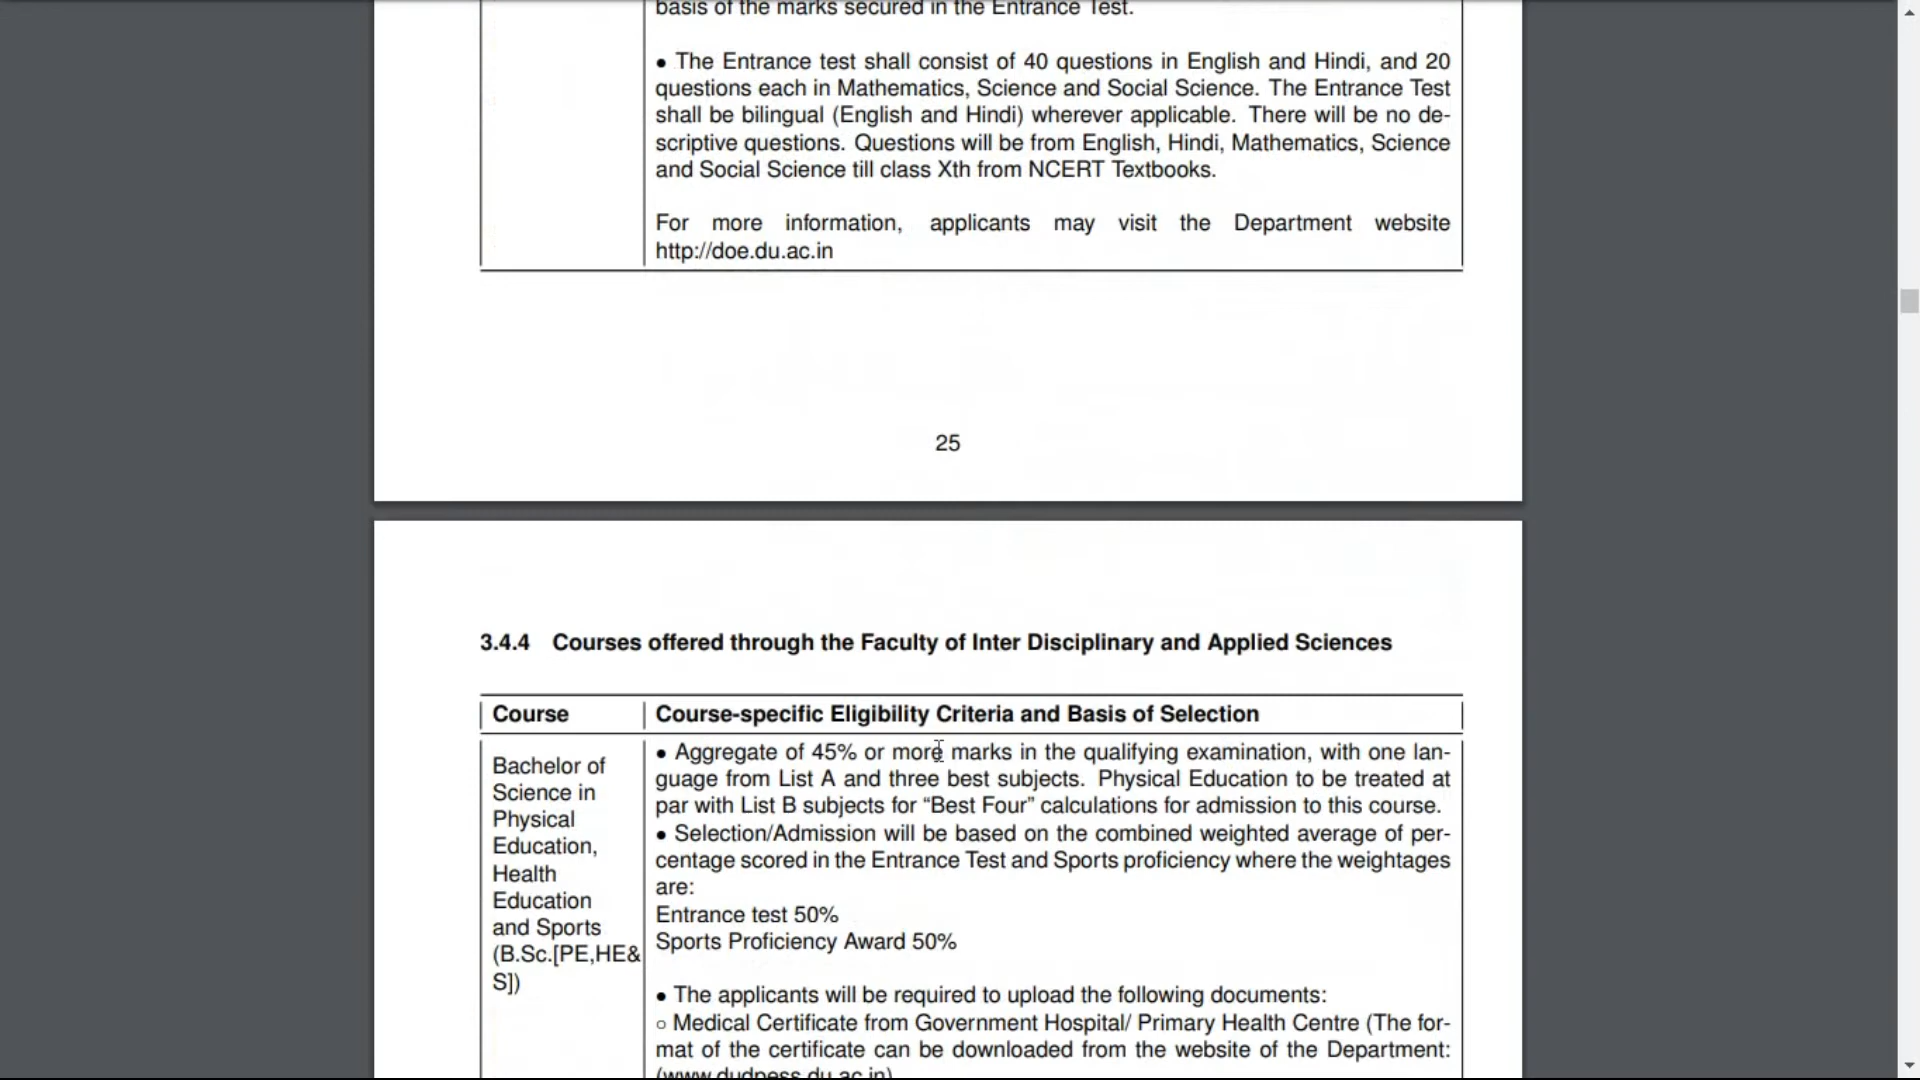 basis of the marks secured in the Entrance Test.
● The Entrance test shall consist of 40 questions in English and Hindi, and 20
questions each in Mathematics, Science and Social Science. The Entrance Test
shall be bilingual (English and Hindi) wherever applicable. There will be no de-
scriptive questions. Questions will be from English, Hindi, Mathematics, Science
and Social Science till class Xth from NCERT Textbooks.
For more information, applicants may visit the Department website
http://doe.du.ac.in
25
3.4.4 Courses offered through the Faculty of Inter Disciplinary and Applied Sciences
Course
Course-specific Eligibility Criteria and Basis of Selection
Bachelor of
Science in
Physical
Education,
Health
Education
and Sports
(B.Sc.[PE,HE&
S])
● Aggregate of 45% or more marks in the qualifying examination, with one lan-
guage from List A and three best subjects. Physical Education to be treated at
par with List B subjects for “Best Four” calculations for admission to this course.
● Selection/Admission will be based on the combined weighted average of per-
centage scored in the Entrance Test and Sports proficiency where the weightages
are:
Entrance test 50%
Sports Proficiency Award 50%
● The applicants will be required to upload the following documents:
○ Medical Certificate from Government Hospital/ Primary Health Centre (The for-
mat of the certificate can be downloaded from the website of the Department:
(www.dudpess.du.ac.in)